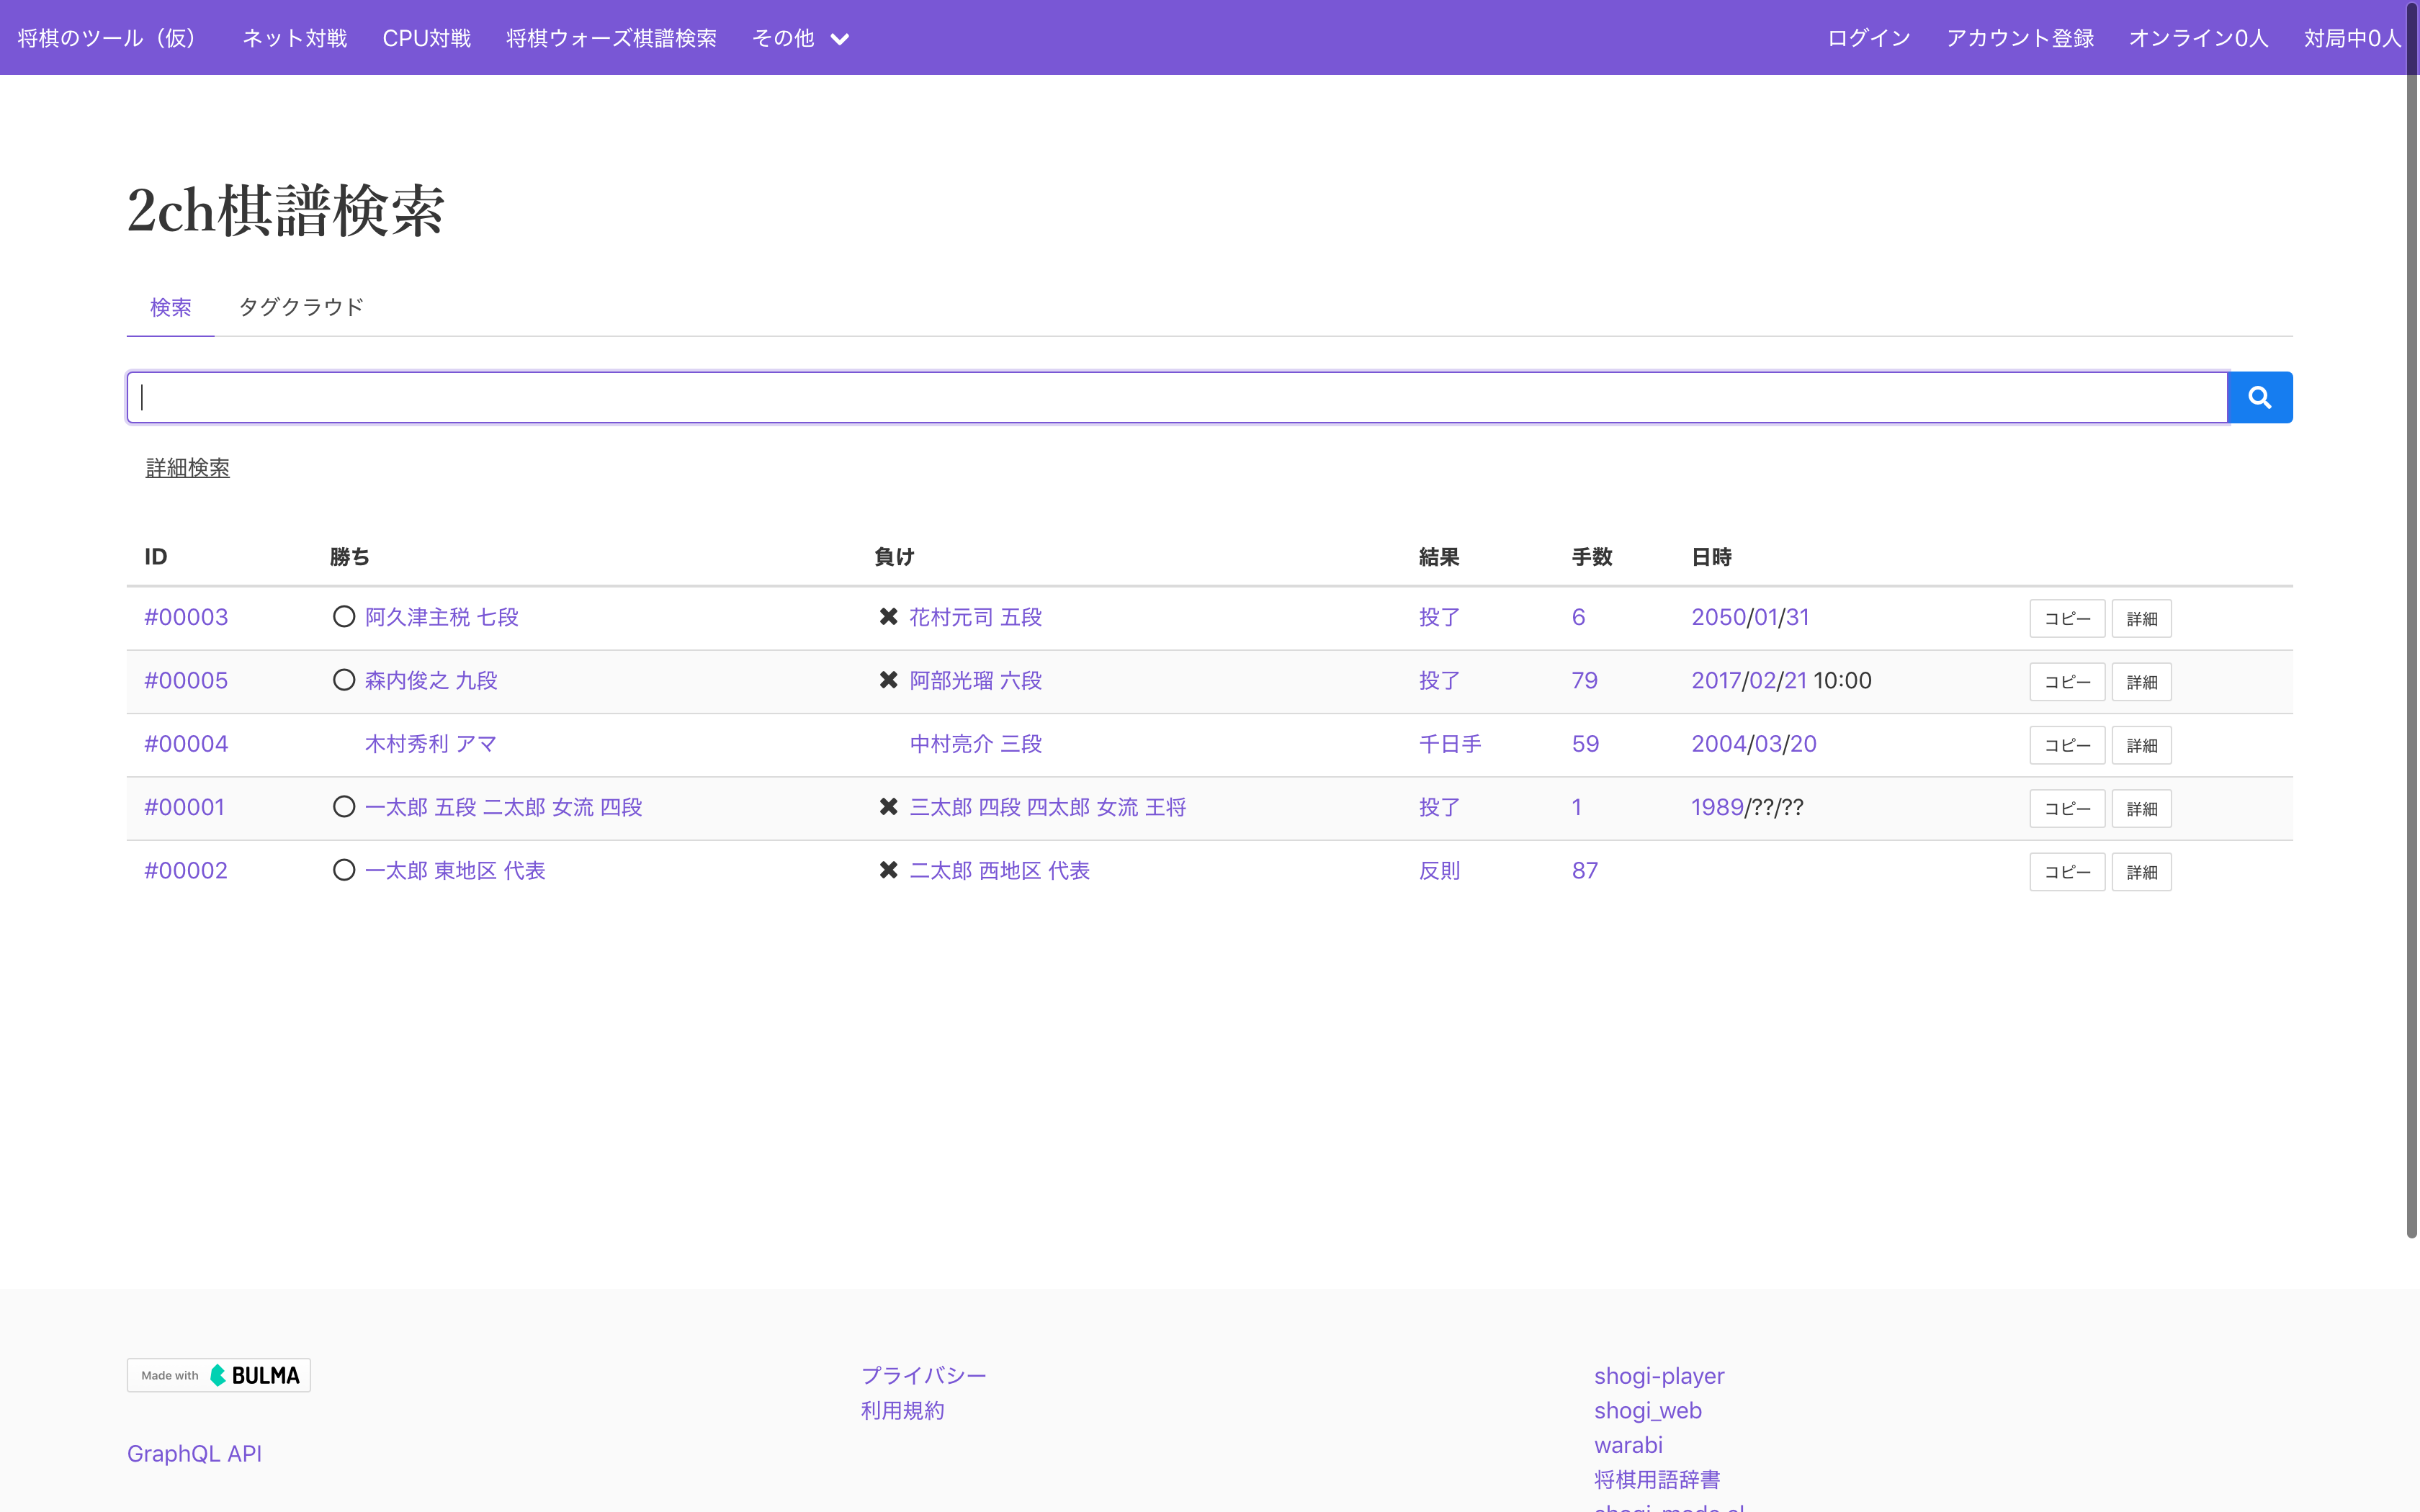 将棋のツール（仮） ネット対戦 CPU対戦 将棋ウォーズ棋譜検索 その他 ログイン アカウント登録 オンライン0人 対局中0人
2ch棋譜検索
検索 タグクラウド
詳細検索
ID 勝ち 負け 結果 手数 日時
#00003 阿久津主税 七段 花村元司 五段 投了 6 2050/01/31 コピー 詳細
#00005 森内俊之 九段 阿部光瑠 六段 投了 79 2017/02/21 10:00 コピー 詳細
#00004 木村秀利 アマ 中村亮介 三段 千日手 59 2004/03/20 コピー 詳細
#00001 一太郎 五段 二太郎 女流 四段 三太郎 四段 四太郎 女流 王将 投了 1 1989/??/?? コピー 詳細
#00002 一太郎 東地区 代表 二太郎 西地区 代表 反則 87 コピー 詳細
Made with BULMA
GraphQL API
プライバシー
利用規約
shogi-player
shogi_web
warabi
将棋用語辞書